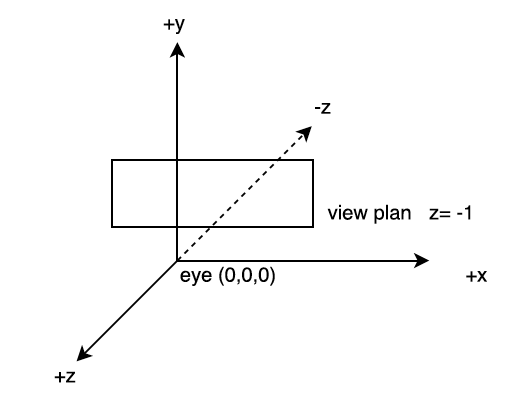 +y
-z
view plan z= -1
eye (0,0,0)
+x
+z